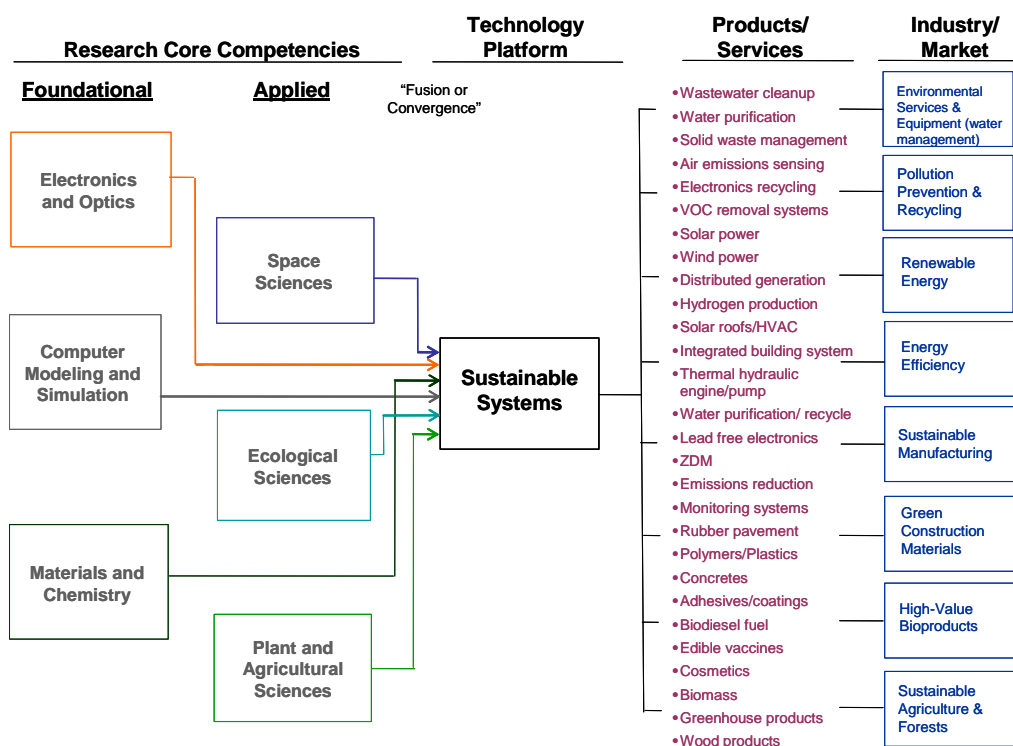 Research Core Competencies
Technology
Platform
Products/
Services
Industry/
Market
Foundational
Applied
“Fusion or
Convergence”
Electronics
and Optics
Computer
Modeling and
Simulation
Materials and
Chemistry
Space
Sciences
Ecological
Sciences
Plant and
Agricultural
Sciences
Sustainable
Systems
•Wastewater cleanup
•Water purification
•Solid waste management
•Air emissions sensing
•Electronics recycling
•VOC removal systems
•Solar power
•Wind power
•Distributed generation
•Hydrogen production
•Solar roofs/HVAC
•Integrated building system
•Thermal hydraulic
engine/pump
•Water purification/ recycle
•Lead free electronics
•ZDM
•Emissions reduction
•Monitoring systems
•Rubber pavement
•Polymers/Plastics
•Concretes
•Adhesives/coatings
•Biodiesel fuel
•Edible vaccines
•Cosmetics
•Biomass
•Greenhouse products
•Wood products
Environmental
Services &
Equipment (water
management)
Pollution
Prevention &
Recycling
Renewable
Energy
Energy
Efficiency
Sustainable
Manufacturing
Green
Construction
Materials
High-Value
Bioproducts
Sustainable
Agriculture &
Forests